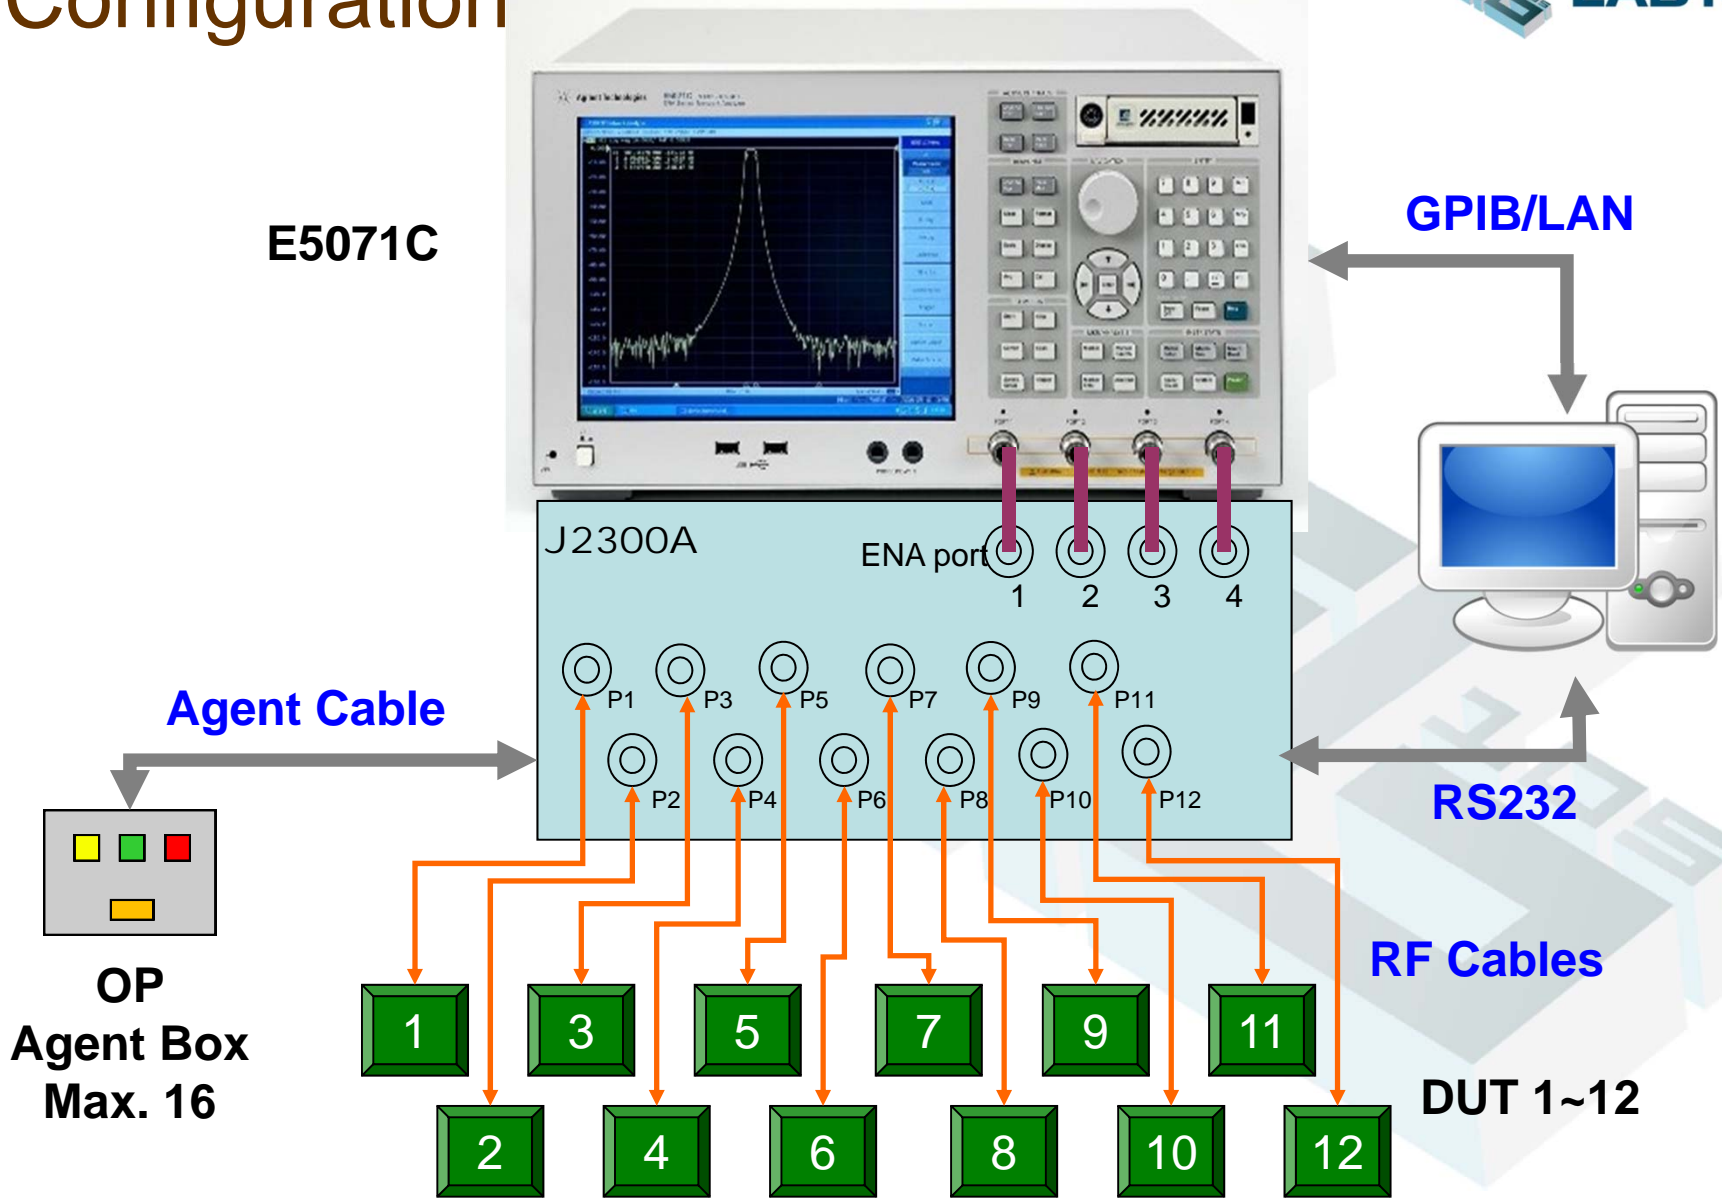 Configuration
Agilent Technologies
E5071C
GPIB/LAN
J2300A
ENA port
1 2 3 4
P1 P3 P5 P7 P9 P11
Agent Cable
P2 P4 P6 P8 P10 P12
RS232
RF Cables
OP
Agent Box
Max. 16
1 3 5 7 9 11
DUT 1~12
2 4 6 8 10 12